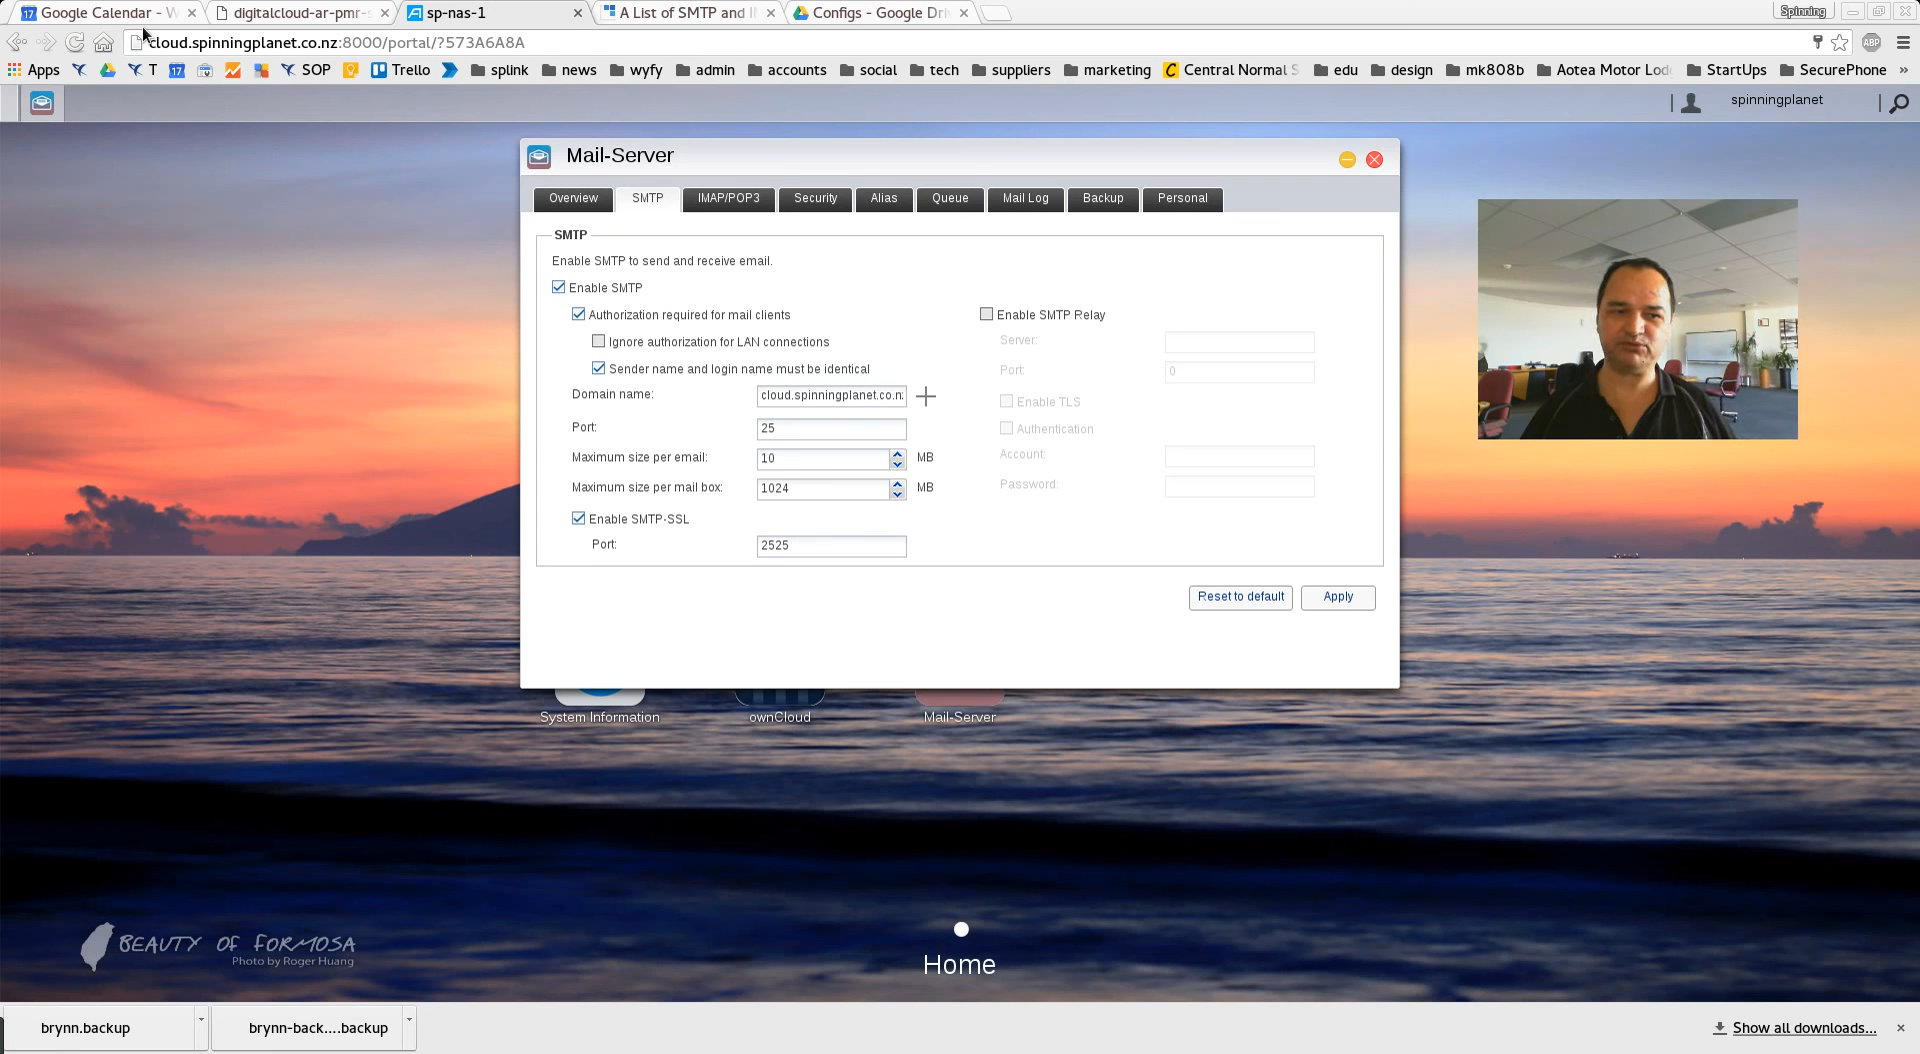 Google Calendar - W
digitalcloud-ar-pmr-s
sp-nas-1
A List of SMTP and I
Configs - Google Dri
Spinning
cloud.spinningplanet.co.nz:8000/portal/?573A6A8A
ABP
Apps
T
17
SOP
Trello
splink
news
wyfy
admin
accounts
social
tech
suppliers
marketing
Central Normal S
edu
design
mk808b
Aotea Motor Lod
StartUps
SecurePhone
»
spinningplanet
Mail-Server
Overview
SMTP
IMAP/POP3
Security
Alias
Queue
Mail Log
Backup
Personal
SMTP
Enable SMTP to send and receive email.
Enable SMTP
Authorization required for mail clients
Ignore authorization for LAN connections
Sender name and login name must be identical
Domain name: cloud.spinningplanet.co.nz
Port: 25
Maximum size per email: 10 MB
Maximum size per mail box: 1024 MB
Enable SMTP-SSL
Port: 2525
Enable SMTP Relay
Server:
Port: 0
Enable TLS
Authentication
Account:
Password:
Reset to default
Apply
System Information
ownCloud
Mail-Server
BEAUTY OF FORMOSA
Photo by Roger Huang
Home
brynn.backup
brynn-back....backup
Show all downloads...